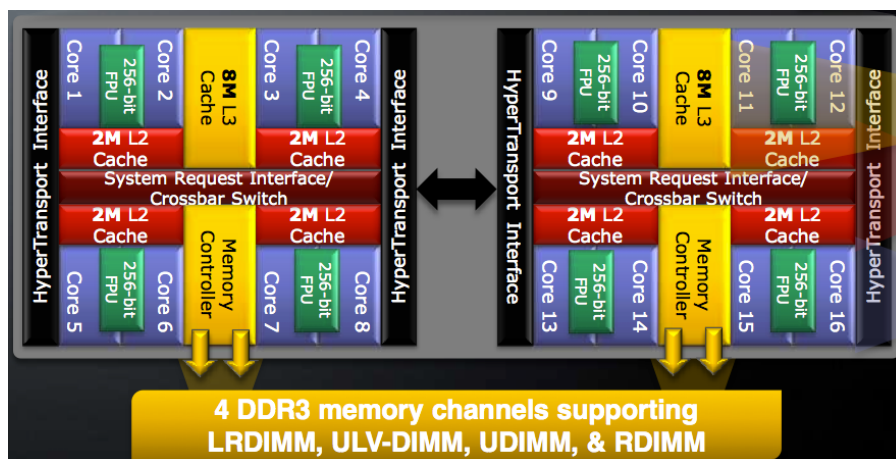 HyperTransport Interface
Core 1
256-bit
FPU
Core 2
8M L3
Cache
Core 3
256-bit
FPU
Core 4
HyperTransport Interface
2M L2
Cache
2M L2
Cache
System Request Interface/
Crossbar Switch
2M L2
Cache
2M L2
Cache
Core 5
256-bit
FPU
Core 6
Memory
Controller
Core 7
256-bit
FPU
Core 8
HyperTransport Interface
Core 9
256-bit
FPU
Core 10
8M L3
Cache
Core 11
256-bit
FPU
Core 12
HyperTransport Interface
2M L2
Cache
2M L2
Cache
System Request Interface/
Crossbar Switch
2M L2
Cache
2M L2
Cache
Core 13
256-bit
FPU
Core 14
Memory
Controller
Core 15
256-bit
FPU
Core 16
4 DDR3 memory channels supporting
LRDIMM, ULV-DIMM, UDIMM, & RDIMM